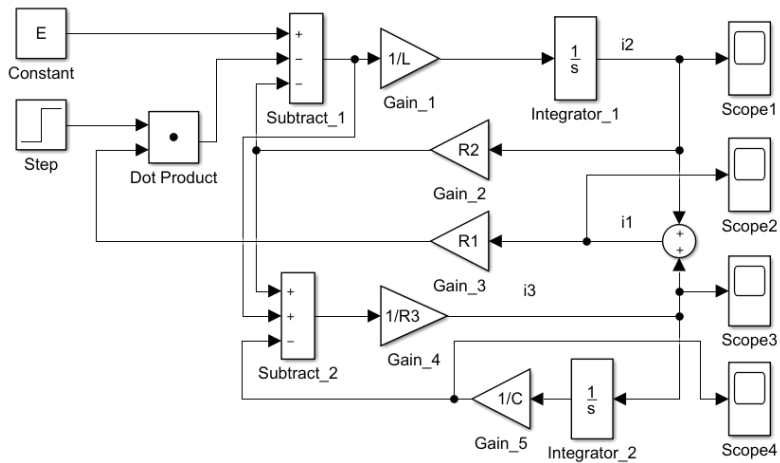 E
Constant
+
−
−
Subtract_1
1/L
Gain_1
1
s
Integrator_1
i2
Scope1
Step
Dot Product
R2
Gain_2
Scope2
R1
Gain_3
i1
+
+
+
+
−
Subtract_2
1/R3
Gain_4
i3
Scope3
1/C
Gain_5
1
s
Integrator_2
Scope4